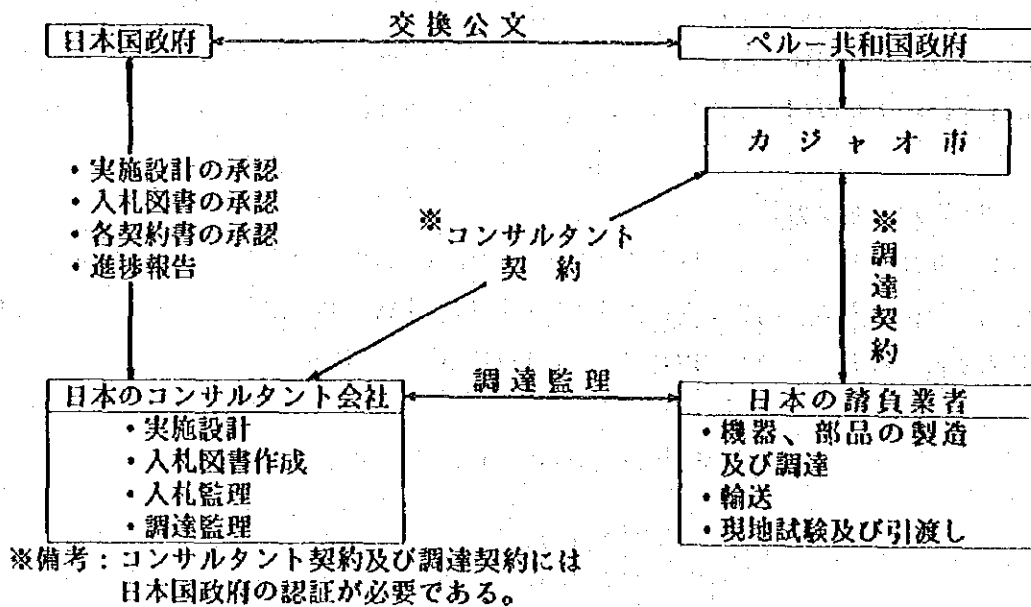 交換公文
日本国政府
ペルー共和国政府
カジャオ市
・実施設計の承認
・入札図書の承認
・各契約書の承認
・進捗報告
※コンサルタント
契約
※調達契約
調達監理
日本のコンサルタント会社
・実施設計
・入札図書作成
・入札監理
・調達監理
日本の請負業者
・機器、部品の製造
及び調達
・輸送
・現地試験及び引渡し
※備考：コンサルタント契約及び調達契約には
日本国政府の認証が必要である。